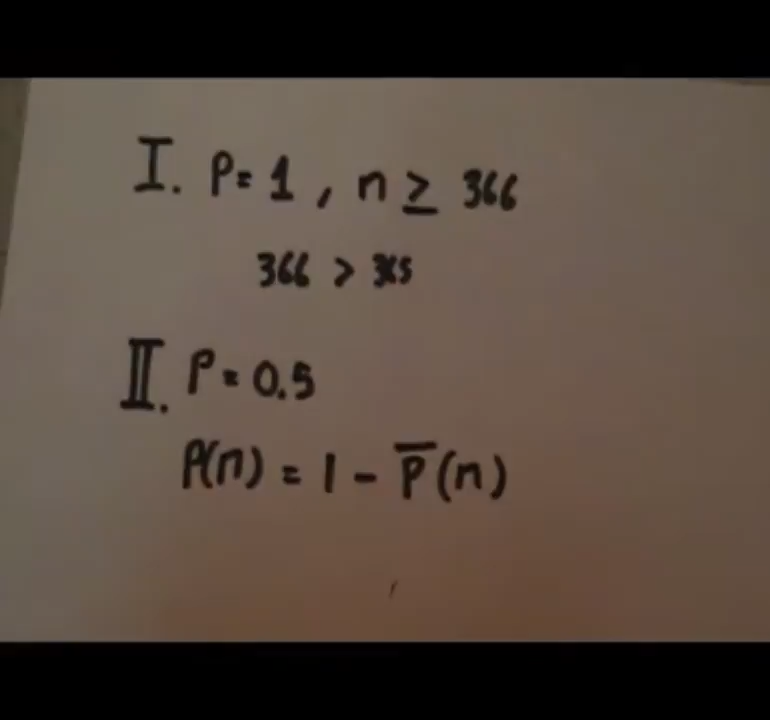 I. P = 1, n ≥ 366
366 > 365
II. P = 0.5
P(n) = 1 - P̅(n)